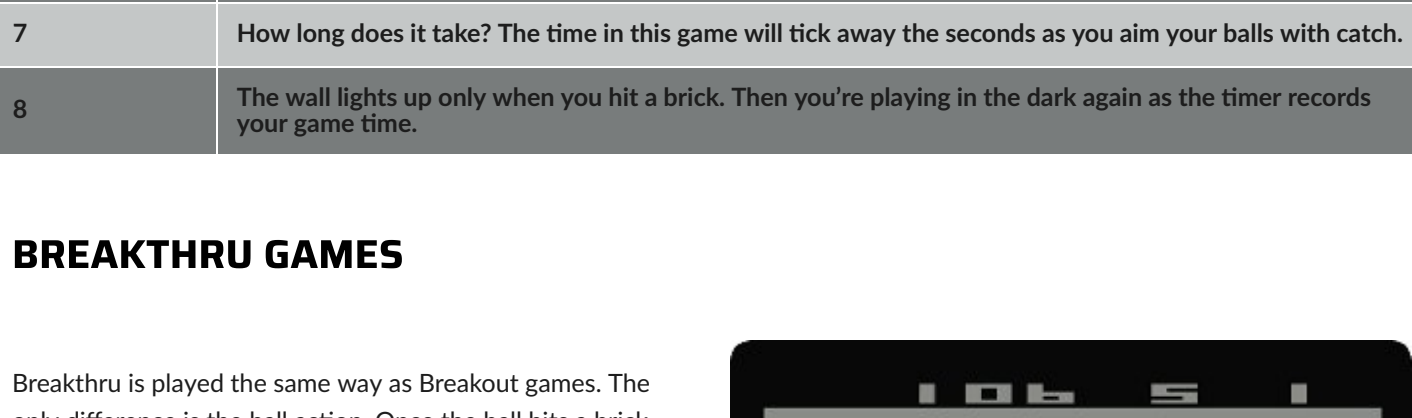 7
How long does it take? The time in this game will tick away the seconds as you aim your balls with catch.
8
The wall lights up only when you hit a brick. Then you're playing in the dark again as the timer records
your game time.
BREAKTHRU GAMES
Breakthru is played the same way as Breakout games. The
only difference is the ball action. Once the ball hits a brick